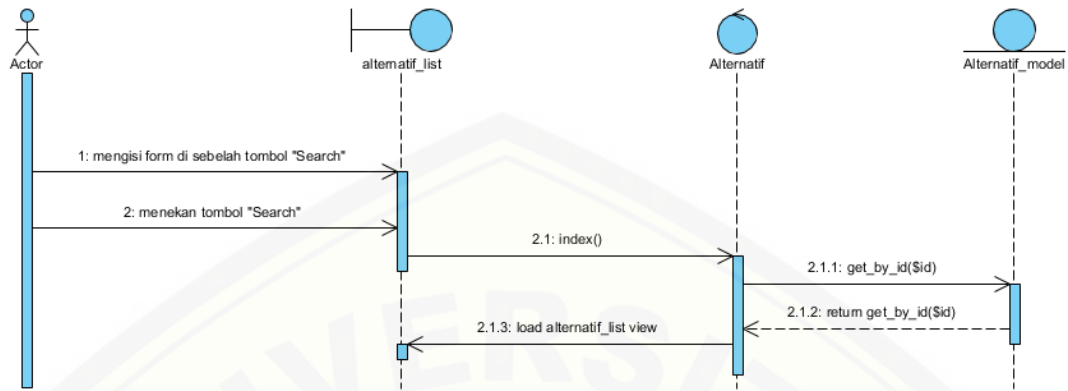 Actor
alternatif_list
Alternatif
Alternatif_model
1: mengisi form di sebelah tombol "Search"
2: menekan tombol "Search"
2.1: index()
2.1.1: get_by_id($id)
2.1.2: return get_by_id($id)
2.1.3: load alternatif_list view